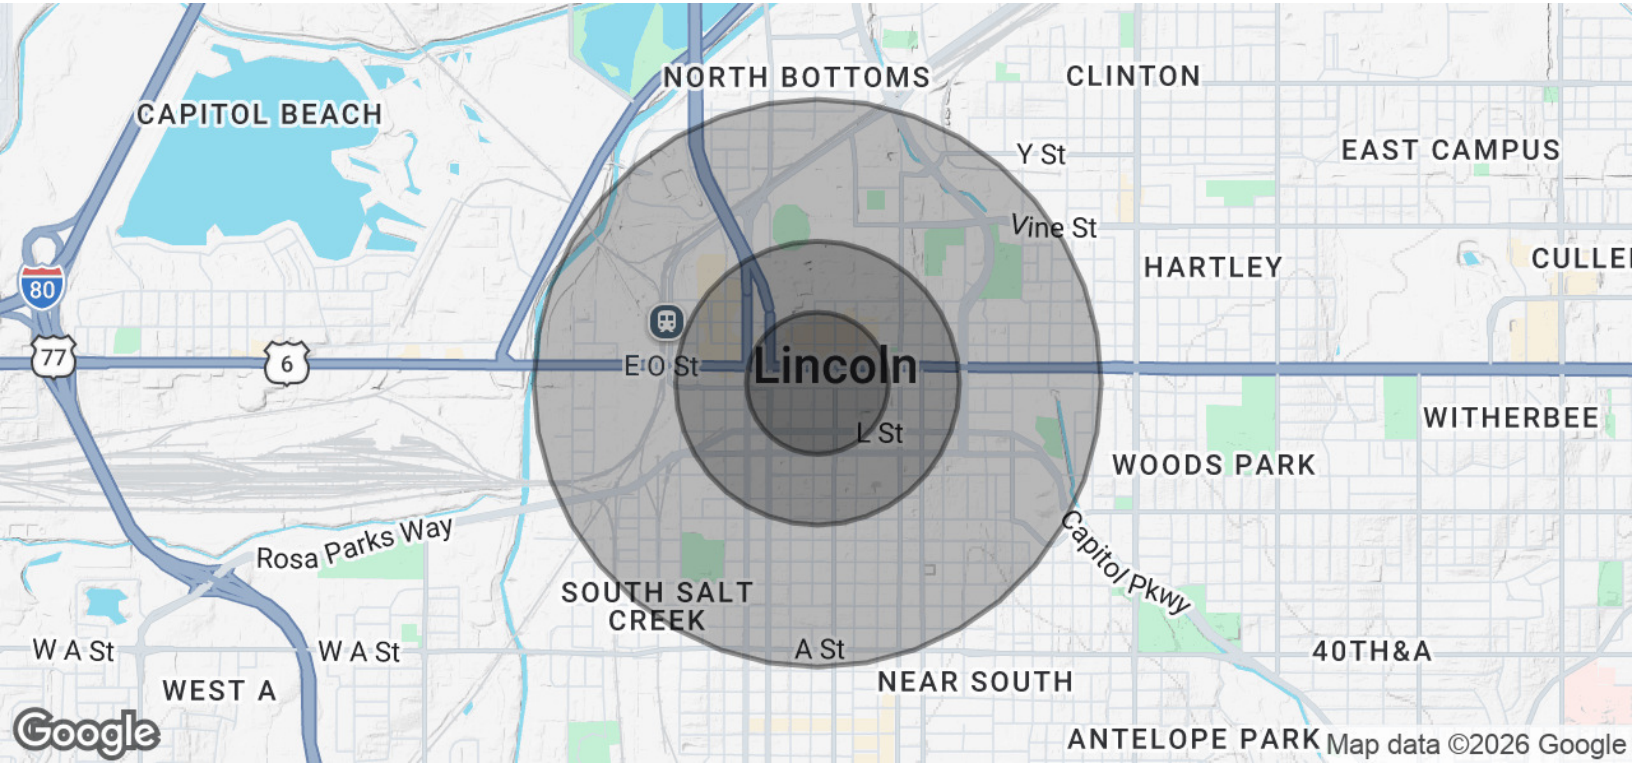 NORTH BOTTOMS
CLINTON
CAPITOL BEACH
Y St
EAST CAMPUS
Vine St
HARTLEY
80
77
6
E O St
Lincoln
L St
WITHERBEE
WOODS PARK
Rosa Parks Way
Capitol Pkwy
SOUTH SALT
CREEK
W A St
W A St
A St
40TH&A
WEST A
NEAR SOUTH
Google
ANTELOPE PARK
Map data ©2026 Google